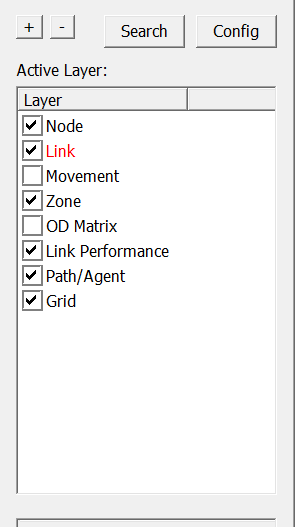 + - Search Config
Active Layer:
Layer
Node
Link
Movement
Zone
OD Matrix
Link Performance
Path/Agent
Grid